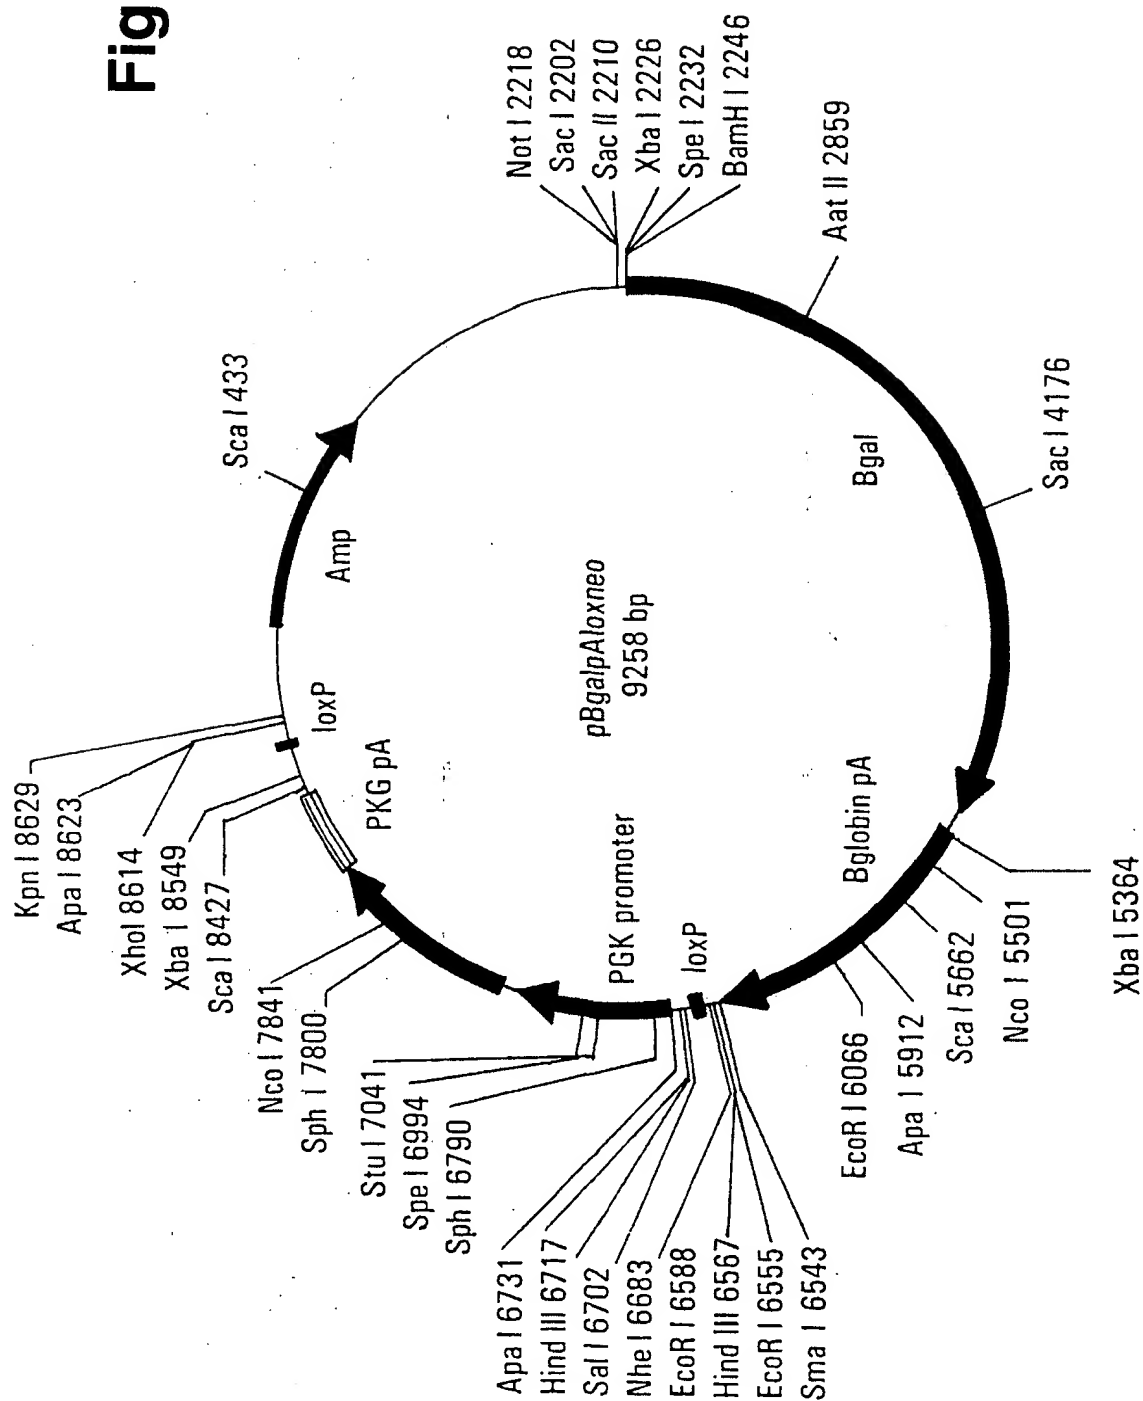 Fig
Not I 2218
Sac I 2202
Sac II 2210
Xba I 2226
Spe I 2232
BamH I 2246
Aat II 2859
Sac I 4176
Bgal
Xba I 5364
Nco I 5501
Sca I 5662
Apa I 5912
EcoR I 6066
Bglobin pA
Sma I 6543
EcoR I 6555
Hind III 6567
EcoR I 6588
Nhe I 6683
Sal I 6702
Hind III 6717
Apa I 6731
loxP
PGK promoter
Sph I 6790
Spe I 6994
Stu I 7041
Sph I 7800
Nco I 7841
PKG pA
Sca I 8427
Xba I 8549
XhoI 8614
Apa I 8623
Kpn I 8629
loxP
Amp
Sca I 433
pBgalpAloxneo
9258 bp